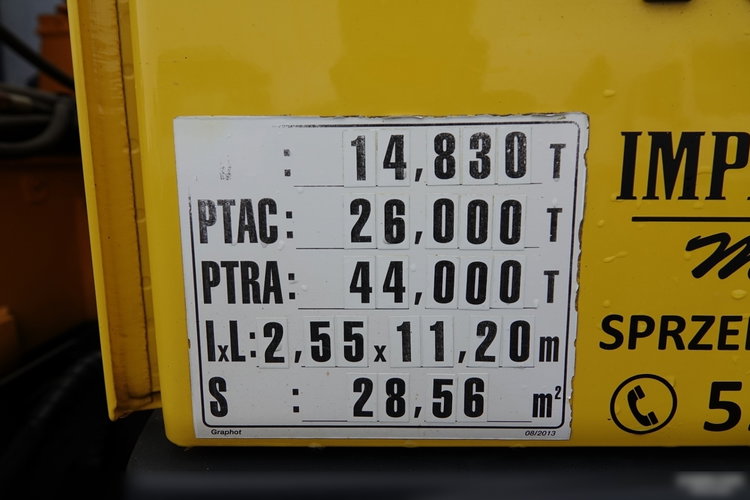 : 14,830 T
PTAC: 26,000 T
PTRA: 44,000 T
lxL: 2,55 x 11,20 m
S : 28,56 m²
Graphot 08/2013
IMP
M
SPRZE
5